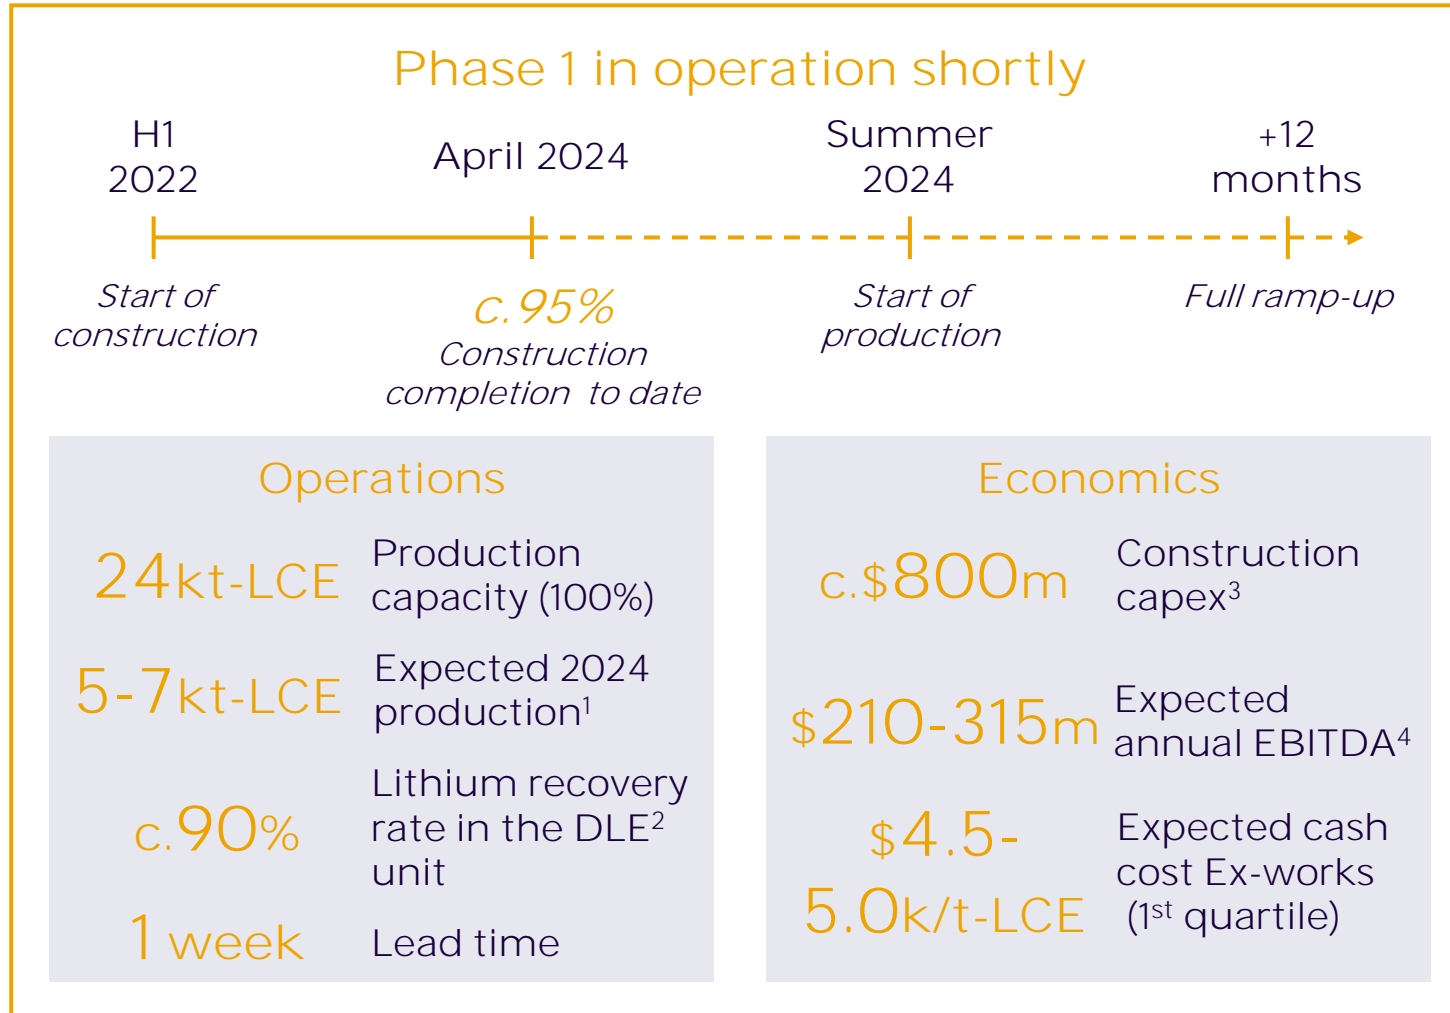 Phase 1 in operation shortly
H1
2022
April 2024
Summer
2024
+12
months
Start of
construction
c.95%
Construction
completion to date
Start of
production
Full ramp-up
Operations
24kt-LCE
Production
capacity (100%)
5-7kt-LCE
Expected 2024
production¹
c.90%
Lithium recovery
rate in the DLE²
unit
1 week
Lead time
Economics
c.$800m
Construction
capex³
$210-315m
Expected
annual EBITDA⁴
$4.5-
5.0k/t-LCE
Expected cash
cost Ex-works
(1st quartile)